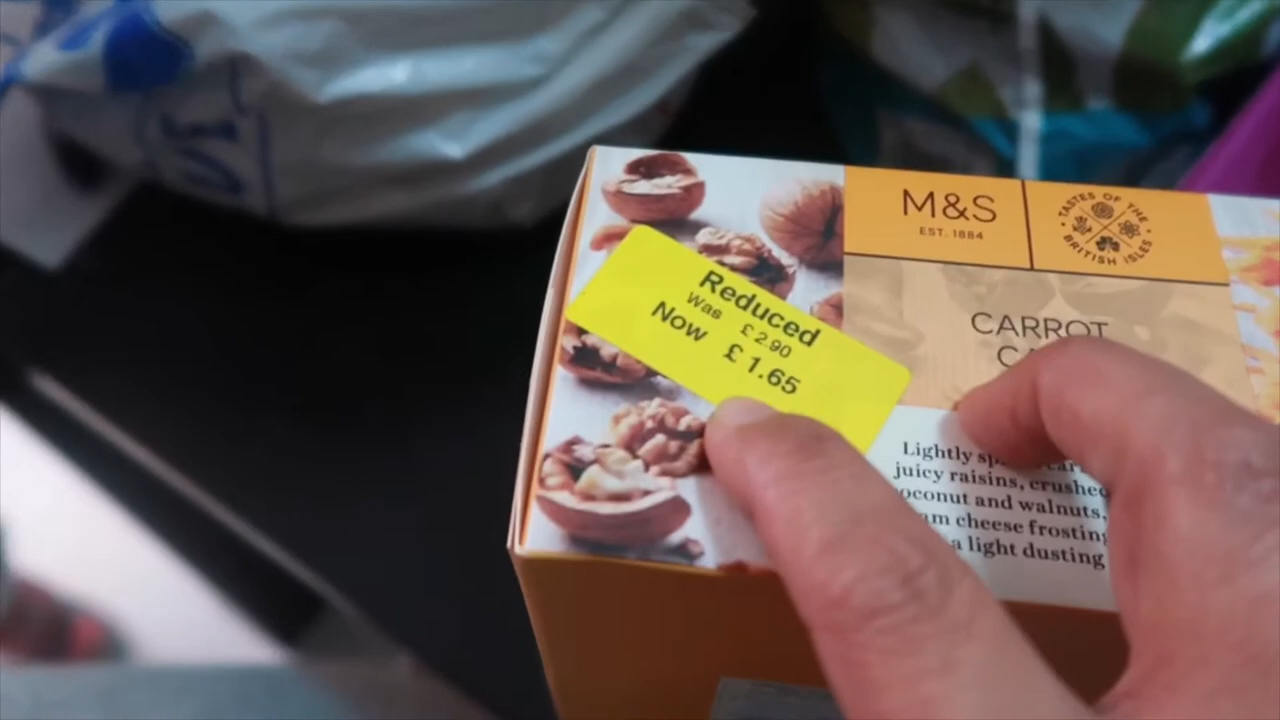 M&S
EST. 1884
TASTES OF THE
BRITISH ISLES
Reduced
Was £2.90
Now £1.65
CARROT
Lightly
juicy raisins, crushed
coconut and walnuts,
cheese frosting
a light dusting